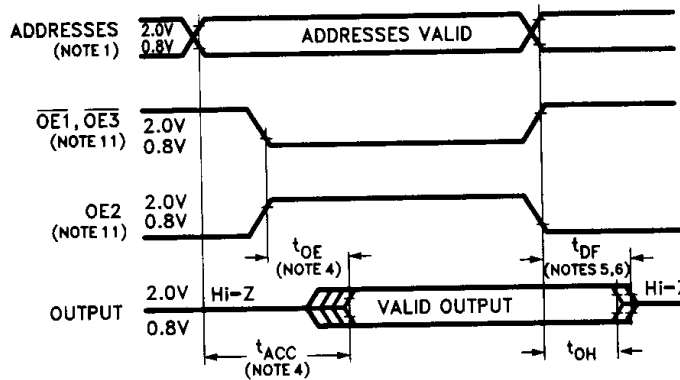 ADDRESSES
(NOTE 1)
2.0V
0.8V
ADDRESSES VALID
OE1, OE3
(NOTE 11)
2.0V
0.8V
OE2
(NOTE 11)
2.0V
0.8V
tOE
(NOTE 4)
tDF
(NOTES 5,6)
OUTPUT
2.0V
0.8V
Hi-Z
VALID OUTPUT
Hi-Z
tACC
(NOTE 4)
tOH